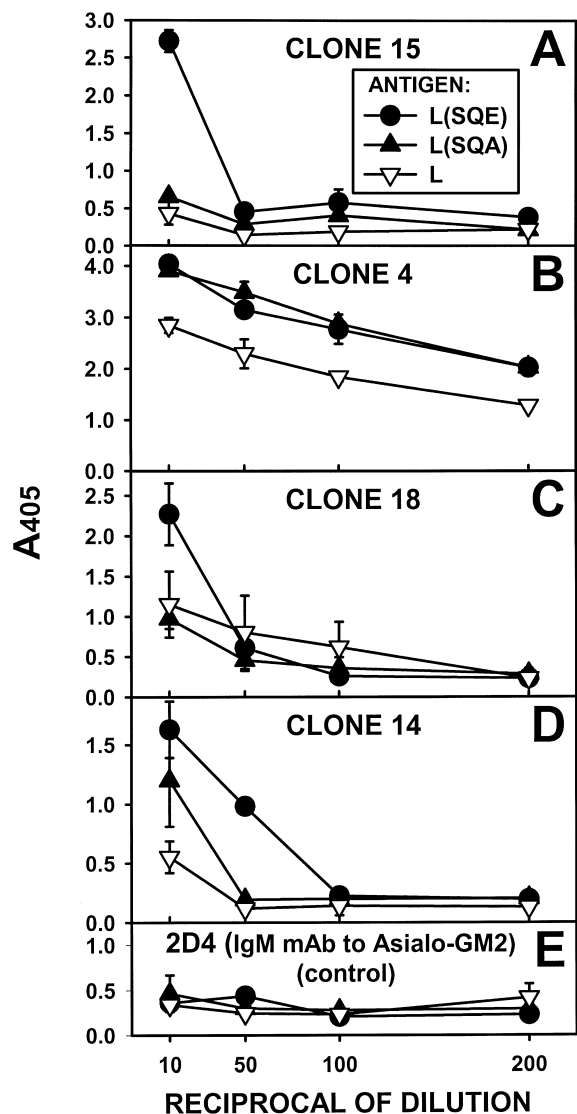 3.0
CLONE 15
A
2.5
ANTIGEN:
2.0
L(SQE)
L(SQA)
1.5
L
1.0
0.5
0.0
4.0
CLONE 4
B
3.0
2.0
1.0
0.0
A405
2.5
CLONE 18
C
2.0
1.5
1.0
0.5
0.0
CLONE 14
D
1.5
1.0
0.5
0.0
2D4 (IgM mAb to Asialo-GM2)
E
1.0
(control)
0.5
0.0
10 50 100 200
RECIPROCAL OF DILUTION